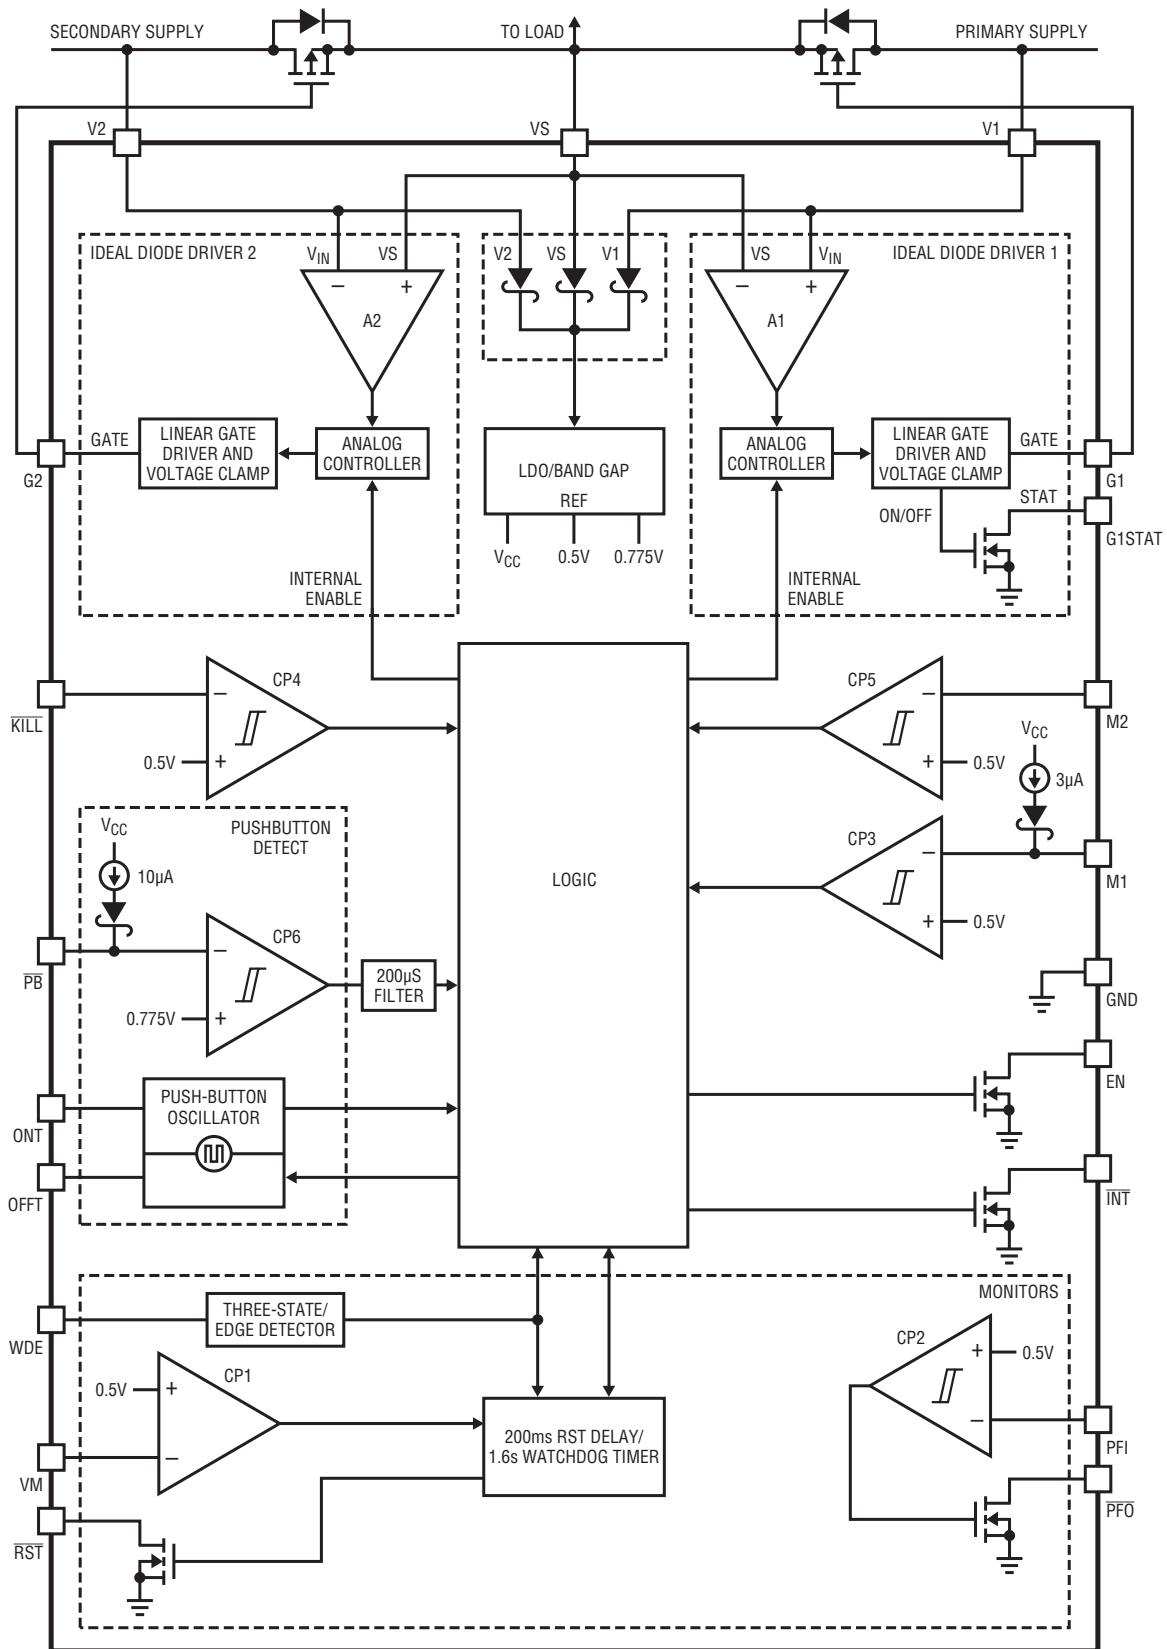 SECONDARY SUPPLY
TO LOAD
PRIMARY SUPPLY
V2
VS
V1
IDEAL DIODE DRIVER 2
VIN
VS
V2
VS
V1
VS
VIN
IDEAL DIODE DRIVER 1
−
+
−
+
A2
A1
GATE
LINEAR GATE
DRIVER AND
VOLTAGE CLAMP
ANALOG
CONTROLLER
LDO/BAND GAP
REF
ANALOG
CONTROLLER
LINEAR GATE
DRIVER AND
VOLTAGE CLAMP
GATE
G2
G1
STAT
ON/OFF
G1STAT
VCC
0.5V
0.775V
INTERNAL
ENABLE
INTERNAL
ENABLE
CP4
−
+
0.5V
K̅I̅L̅L̅
CP5
−
+
0.5V
M2
VCC
3µA
PUSHBUTTON
DETECT
VCC
10µA
LOGIC
CP3
−
+
0.5V
M1
CP6
−
+
0.775V
P̅B̅
200µS
FILTER
GND
EN
PUSH-BUTTON
OSCILLATOR
ONT
OFFT
I̅N̅T̅
MONITORS
WDE
THREE-STATE/
EDGE DETECTOR
CP2
+
0.5V
−
CP1
0.5V
+
−
200ms RST DELAY/
1.6s WATCHDOG TIMER
VM
PFI
R̅S̅T̅
P̅F̅O̅